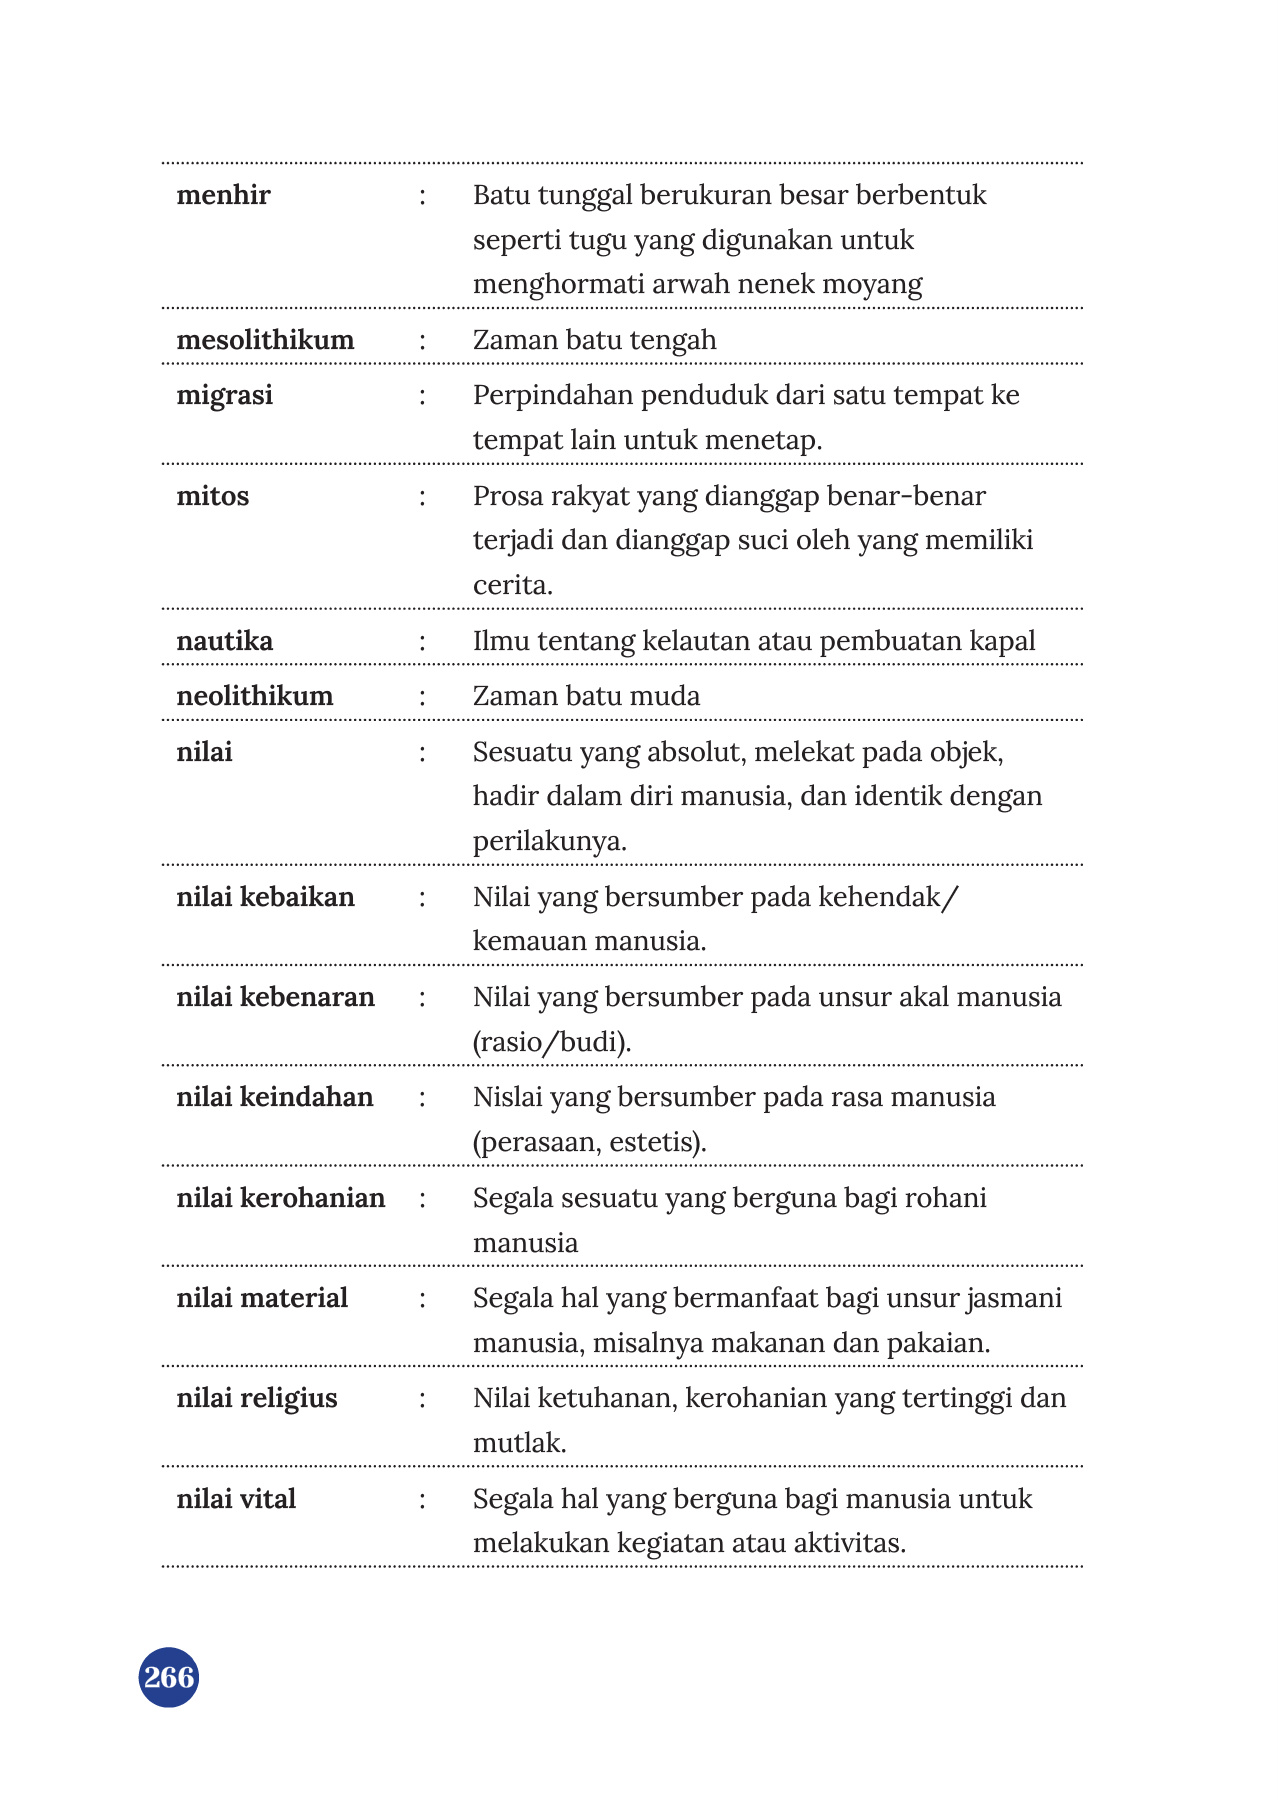 menhir : Batu tunggal berukuran besar berbentuk
seperti tugu yang digunakan untuk
menghormati arwah nenek moyang
mesolithikum : Zaman batu tengah
migrasi : Perpindahan penduduk dari satu tempat ke
tempat lain untuk menetap.
mitos : Prosa rakyat yang dianggap benar-benar
terjadi dan dianggap suci oleh yang memiliki
cerita.
nautika : Ilmu tentang kelautan atau pembuatan kapal
neolithikum : Zaman batu muda
nilai : Sesuatu yang absolut, melekat pada objek,
hadir dalam diri manusia, dan identik dengan
perilakunya.
nilai kebaikan : Nilai yang bersumber pada kehendak/
kemauan manusia.
nilai kebenaran : Nilai yang bersumber pada unsur akal manusia
(rasio/budi).
nilai keindahan : Nislai yang bersumber pada rasa manusia
(perasaan, estetis).
nilai kerohanian : Segala sesuatu yang berguna bagi rohani
manusia
nilai material : Segala hal yang bermanfaat bagi unsur jasmani
manusia, misalnya makanan dan pakaian.
nilai religius : Nilai ketuhanan, kerohanian yang tertinggi dan
mutlak.
nilai vital : Segala hal yang berguna bagi manusia untuk
melakukan kegiatan atau aktivitas.
266